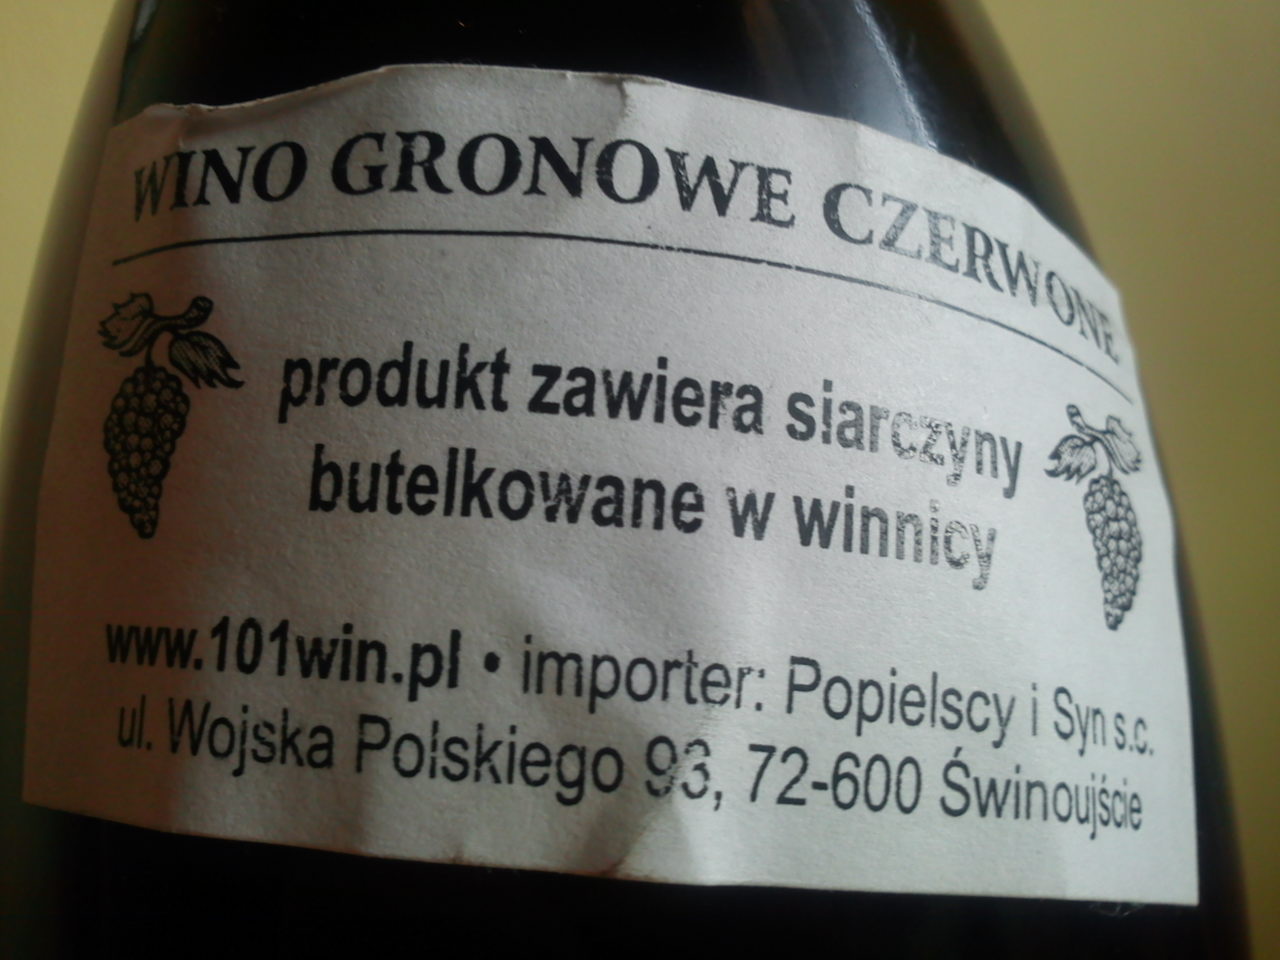 WINO GRONOWE CZERWONE
produkt zawiera siarczyny
butelkowane w winnicy
www.101win.pl • importer: Popielscy i Syn s.c.
ul. Wojska Polskiego 93, 72-600 Świnoujście